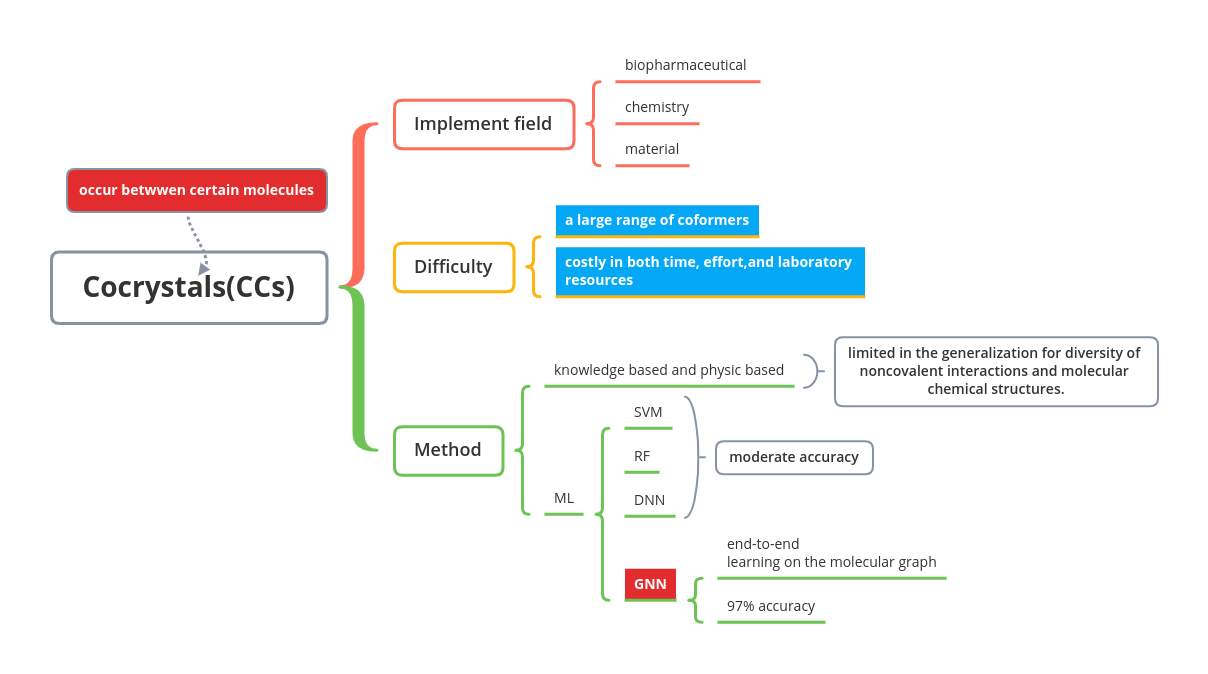 occur betwwen certain molecules
Cocrystals(CCs)
Implement field
biopharmaceutical
chemistry
material
Difficulty
a large range of coformers
costly in both time, effort,and laboratory
resources
Method
knowledge based and physic based
limited in the generalization for diversity of
noncovalent interactions and molecular
chemical structures.
ML
SVM
RF
DNN
moderate accuracy
GNN
end-to-end
learning on the molecular graph
97% accuracy